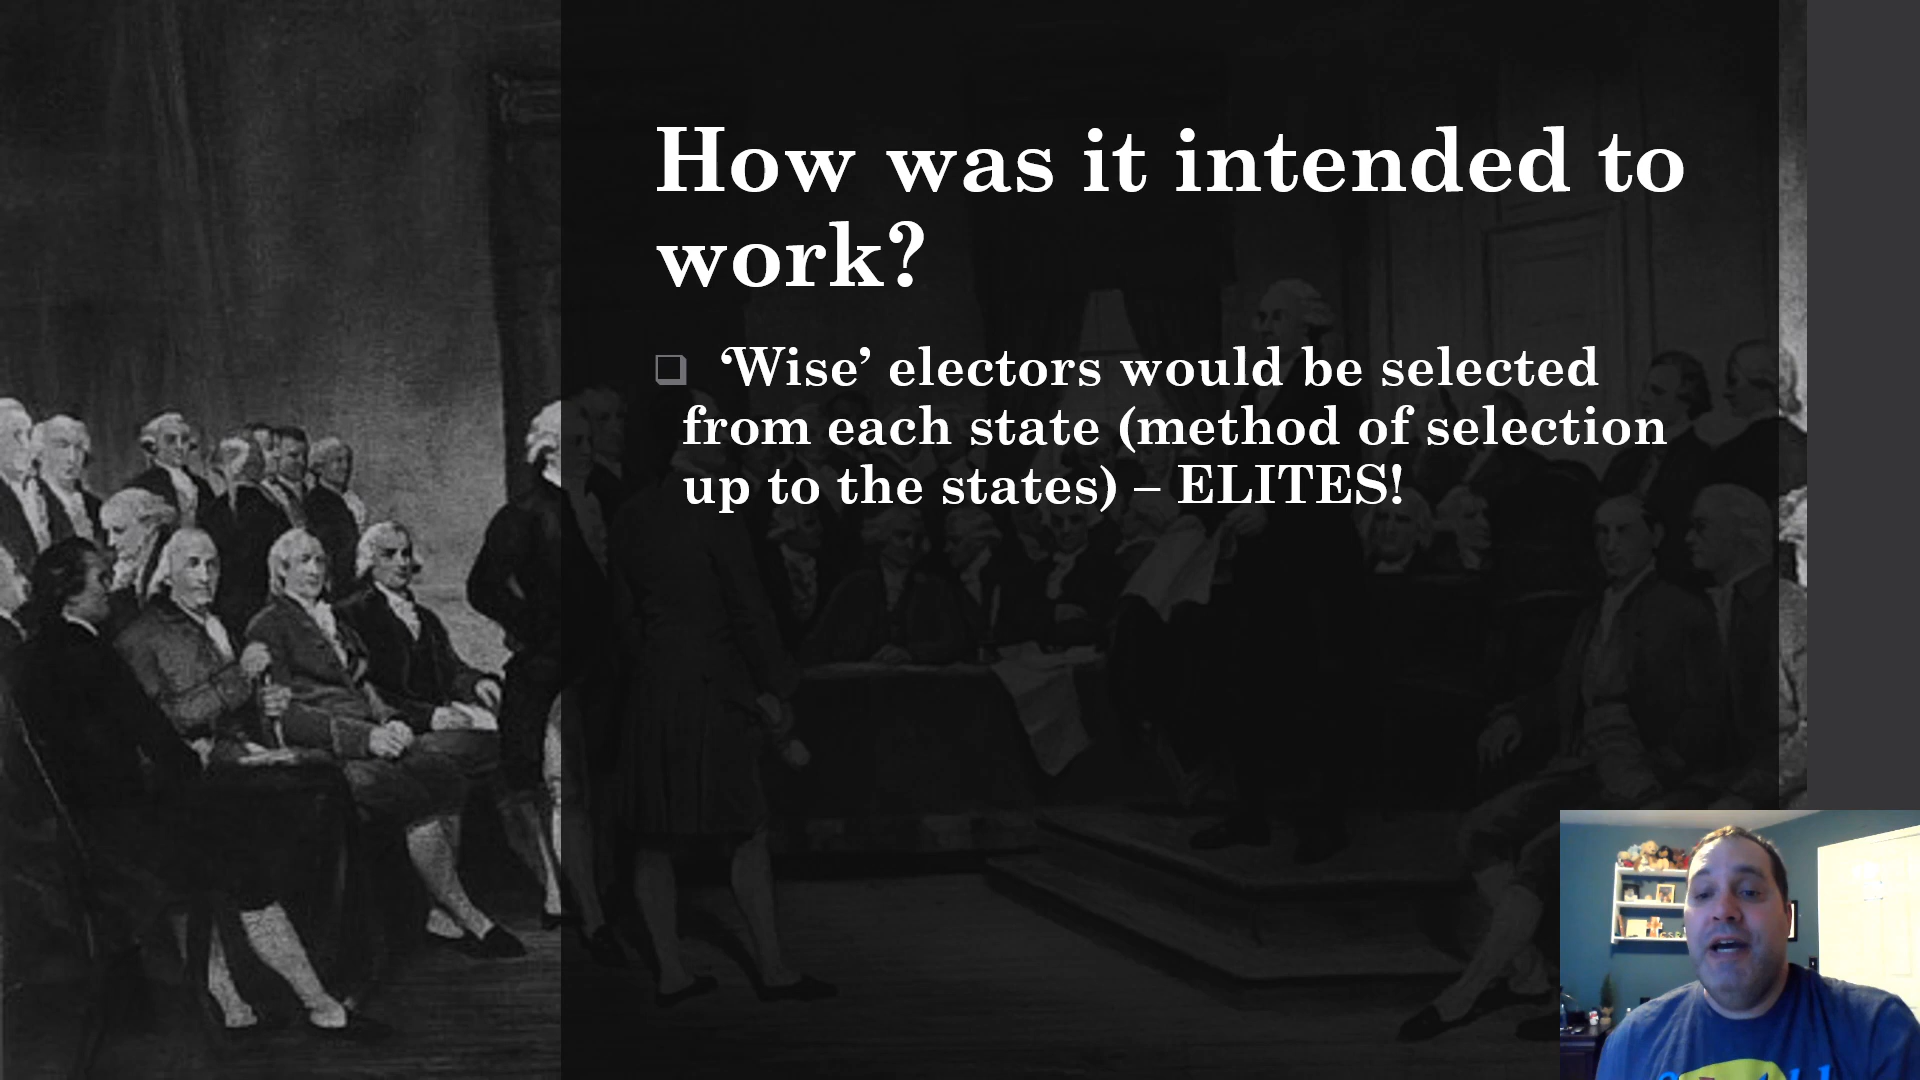 How was it intended to
work?
‘Wise’ electors would be selected
from each state (method of selection
up to the states) – ELITES!